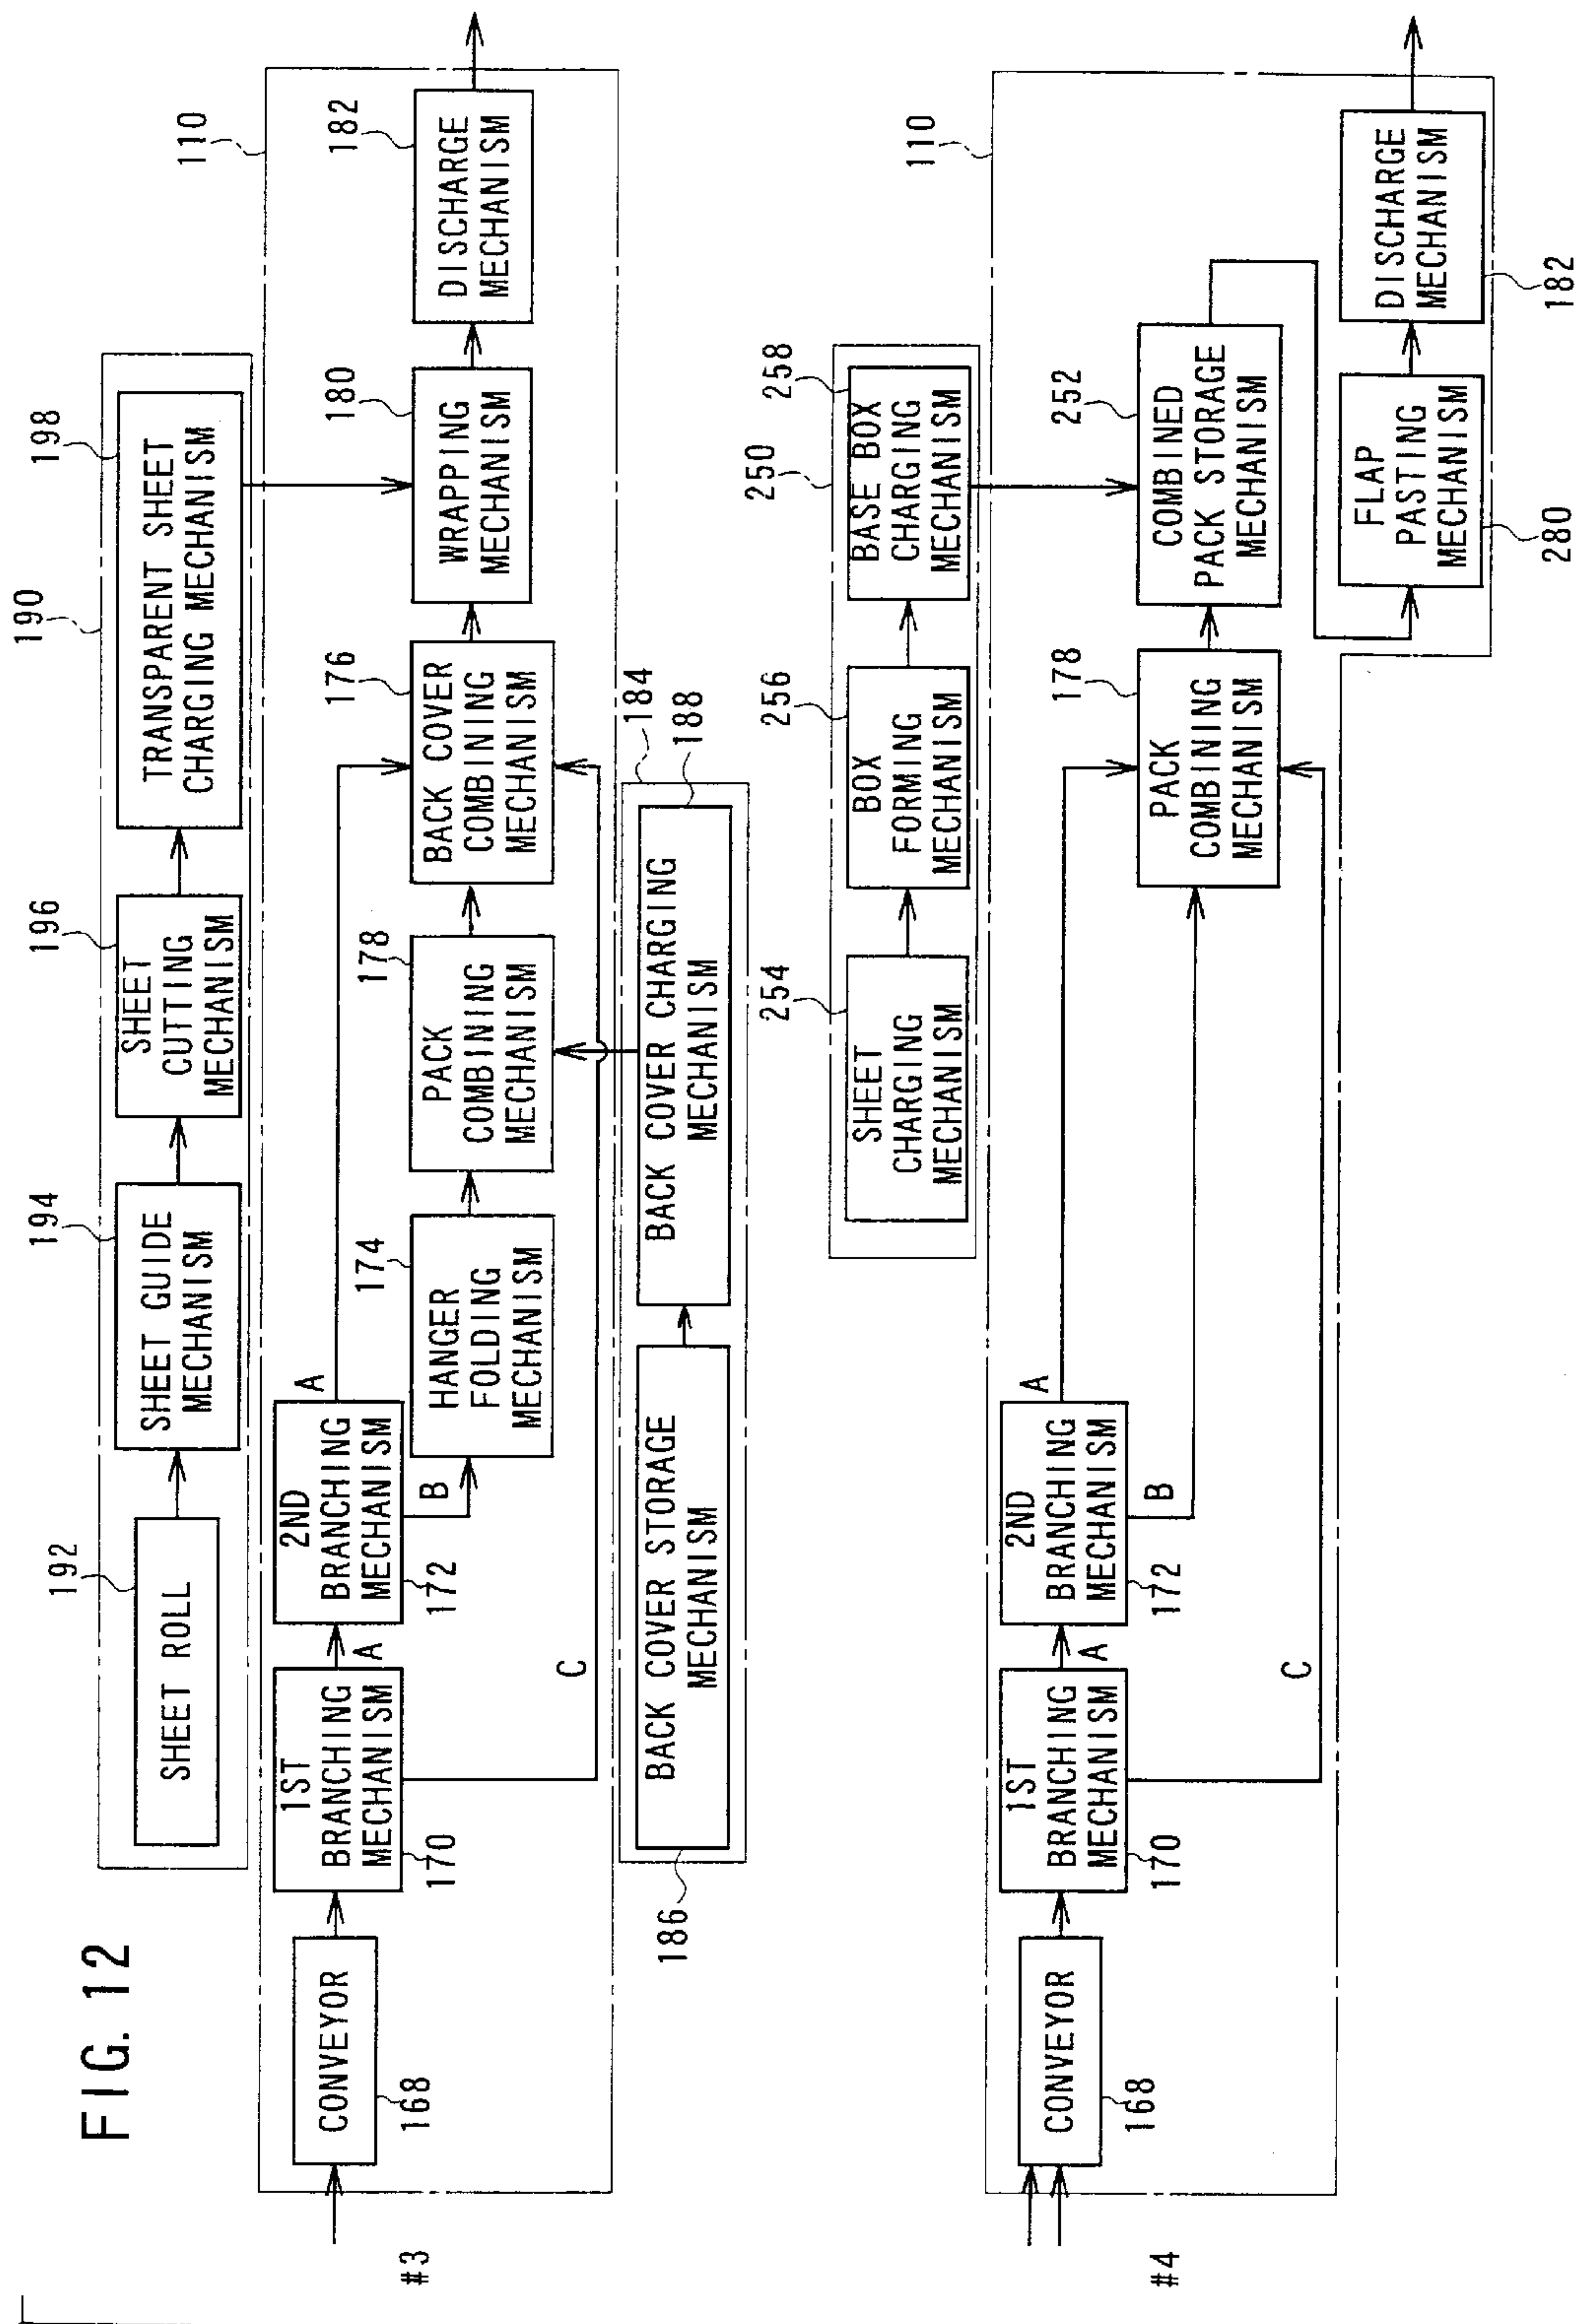 FIG. 12
190
192
SHEET ROLL
194
SHEET GUIDE
MECHANISM
196
SHEET
CUTTING
MECHANISM
198
TRANSPARENT SHEET
CHARGING MECHANISM
110
#3
CONVEYOR
168
1ST
BRANCHING
MECHANISM
170
A
C
2ND
BRANCHING
MECHANISM
172
A
B
HANGER
FOLDING
MECHANISM
174
PACK
COMBINING
MECHANISM
178
BACK COVER
COMBINING
MECHANISM
176
WRAPPING
MECHANISM
180
DISCHARGE
MECHANISM
182
184
BACK COVER STORAGE
MECHANISM
186
BACK COVER CHARGING
MECHANISM
188
250
254
SHEET
CHARGING
MECHANISM
256
BOX
FORMING
MECHANISM
258
BASE BOX
CHARGING
MECHANISM
110
#4
CONVEYOR
168
1ST
BRANCHING
MECHANISM
170
A
C
2ND
BRANCHING
MECHANISM
172
A
B
PACK
COMBINING
MECHANISM
178
COMBINED
PACK STORAGE
MECHANISM
252
FLAP
PASTING
MECHANISM
280
DISCHARGE
MECHANISM
182